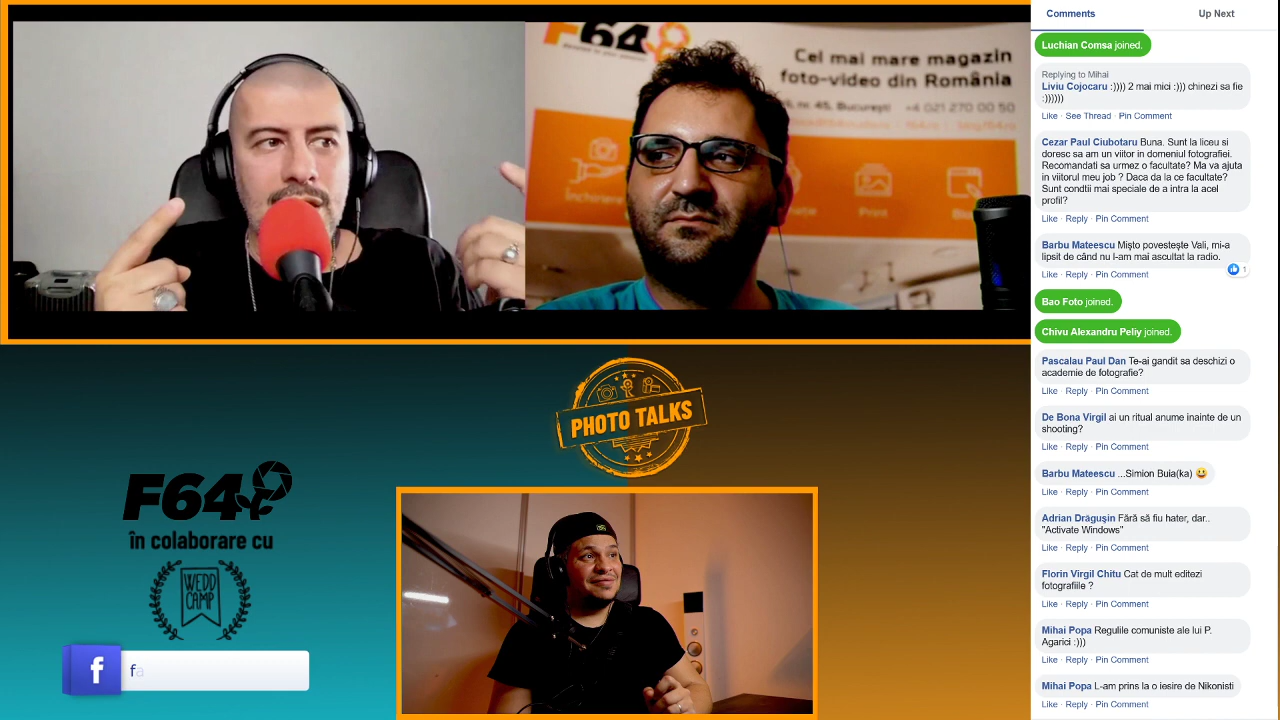 F64
Cel mai mare magazin
foto-video din România
nr. 45, București +4 021 270 00 50
Închiriere
Print
PHOTO TALKS
F64
în colaborare cu
WEDD
CAMP
f
fa
Comments
Up Next
Luchian Comsa joined.
Replying to Mihai
Liviu Cojocaru :)))) 2 mai mici :))) chinezi sa fie
:))))))
Like · See Thread · Pin Comment
Cezar Paul Ciubotaru Buna. Sunt la liceu si
doresc sa am un viitor in domeniul fotografiei.
Recomandati sa urmez o facultate? Ma va ajuta
in viitorul meu job ? Daca da la ce facultate?
Sunt condtii mai speciale de a intra la acel
profil?
Like · Reply · Pin Comment
Barbu Mateescu Mișto povestește Vali, mi-a
lipsit de când nu l-am mai ascultat la radio.
1
Like · Reply · Pin Comment
Bao Foto joined.
Chivu Alexandru Peliy joined.
Pascalau Paul Dan Te-ai gandit sa deschizi o
academie de fotografie?
Like · Reply · Pin Comment
De Bona Virgil ai un ritual anume inainte de un
shooting?
Like · Reply · Pin Comment
Barbu Mateescu ...Simion Buia(ka) 😃
Like · Reply · Pin Comment
Adrian Drăgușin Fără să fiu hater, dar..
"Activate Windows"
Like · Reply · Pin Comment
Florin Virgil Chitu Cat de mult editezi
fotografiile ?
Like · Reply · Pin Comment
Mihai Popa Regulile comuniste ale lui P.
Agarici :)))
Like · Reply · Pin Comment
Mihai Popa L-am prins la o iesire de Nikonisti
Like · Reply · Pin Comment